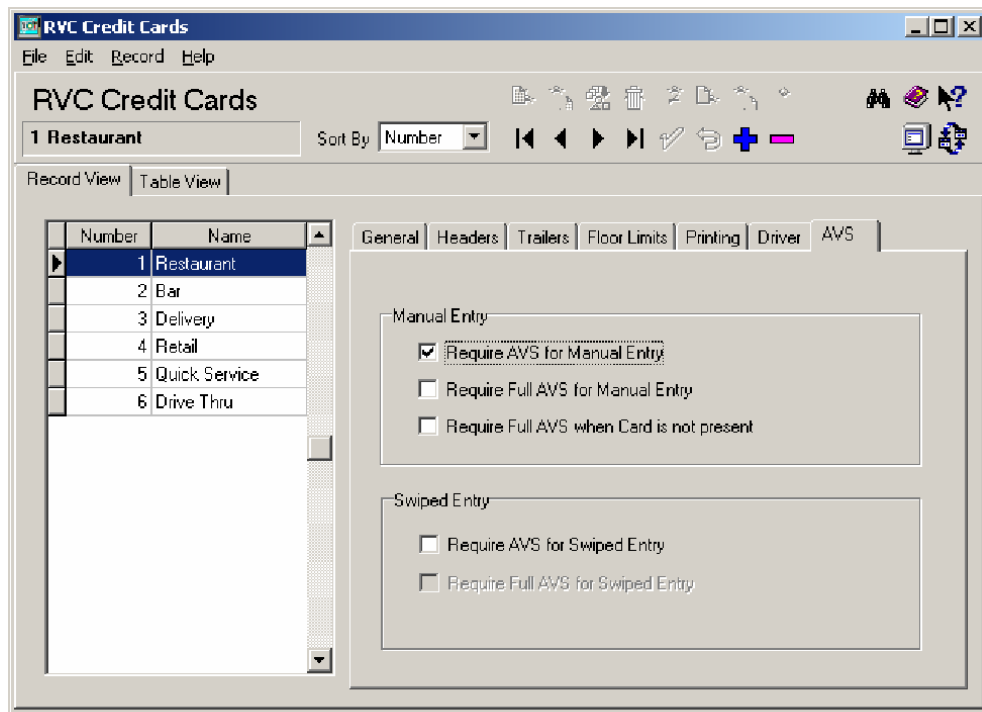 RVC Credit Cards
File Edit Record Help
RVC Credit Cards
1 Restaurant Sort By Number
Record View Table View
Number Name
1 Restaurant
2 Bar
3 Delivery
4 Retail
5 Quick Service
6 Drive Thru
General Headers Trailers Floor Limits Printing Driver AVS
Manual Entry
Require AVS for Manual Entry
Require Full AVS for Manual Entry
Require Full AVS when Card is not present
Swiped Entry
Require AVS for Swiped Entry
Require Full AVS for Swiped Entry